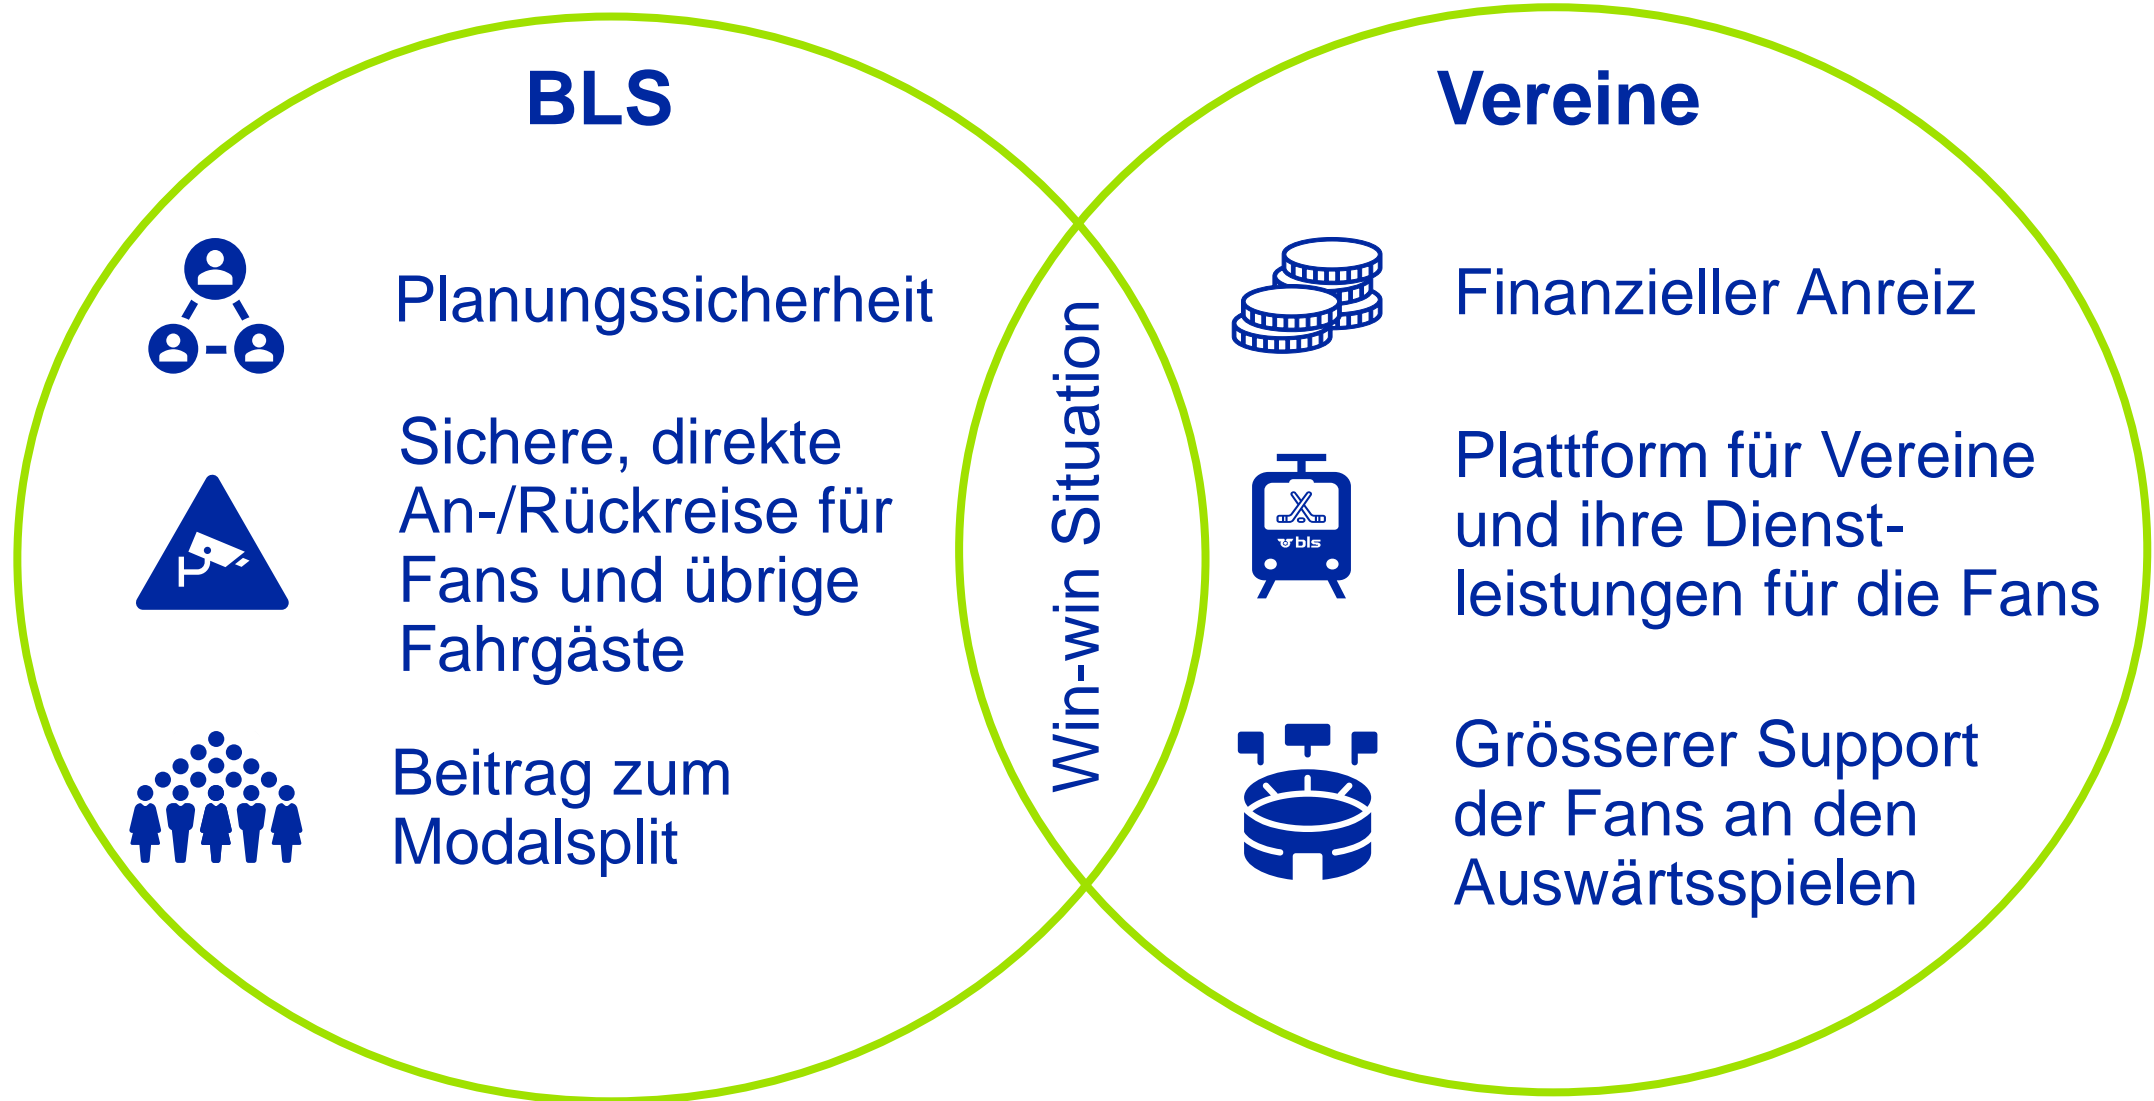 BLS
Planungssicherheit
Sichere, direkte
An-/Rückreise für
Fans und übrige
Fahrgäste
Beitrag zum
Modalsplit
Win-win Situation
Vereine
Finanzieller Anreiz
Plattform für Vereine
und ihre Dienst-
leistungen für die Fans
bls
Grösserer Support
der Fans an den
Auswärtsspielen